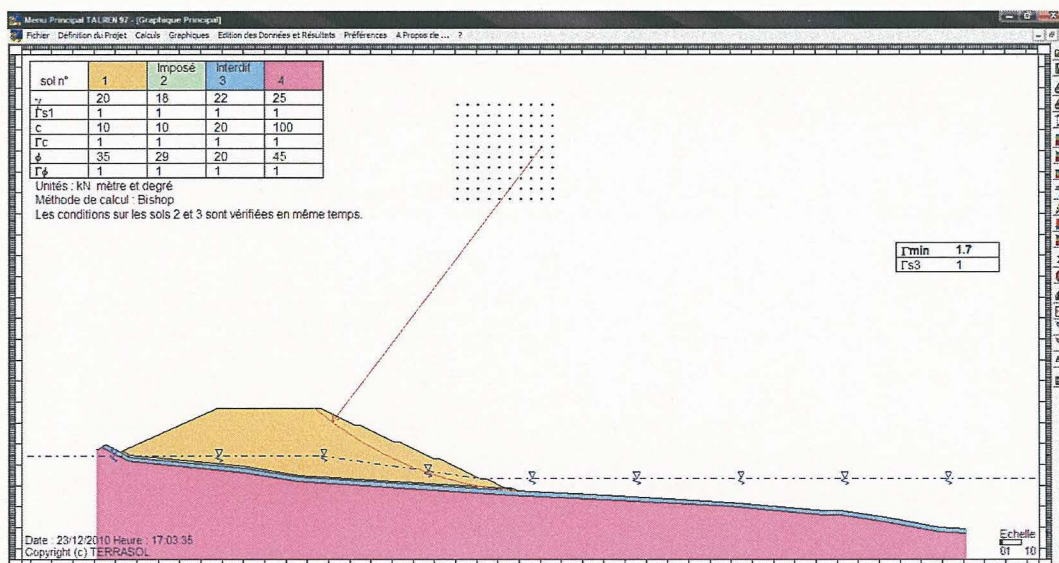 Menu Principal TALREN 97 - [Graphique Principal]
Fichier Définition du Projet Calculs Graphiques Edition des Données et Résultats Préférences A Propos de ... ?
Imposé Interdif
sol n° 1 2 3 4
γ 20 18 22 25
Γs1 1 1 1 1
c 10 10 20 100
Γc 1 1 1 1
ϕ 35 29 20 45
Γϕ 1 1 1 1
Unités : kN mètre et degré
Méthode de calcul : Bishop
Les conditions sur les sols 2 et 3 sont vérifiées en même temps.
Γmin 1.7
Γs3 1
Date : 23/12/2010 Heure : 17:03:35
Copyright (c) TERRASOL
Echelle
01 10